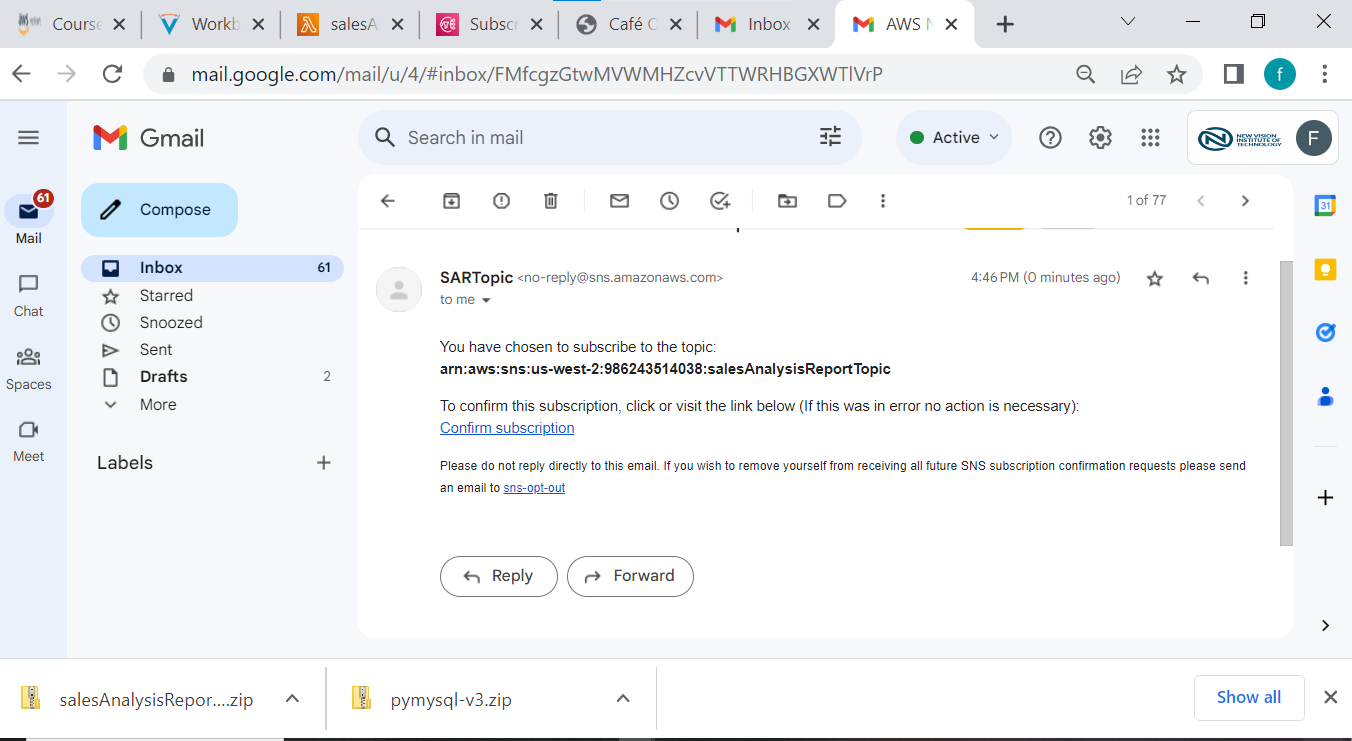 Course
Workb
salesA
Subscr
Café C
Inbox
AWS N
mail.google.com/mail/u/4/#inbox/FMfcgzGtwMVWMHZcvVTTWRHBGXWTlVrP
f
Gmail
Search in mail
Active
NEW VISION
INSTITUTE OF
TECHNOLOGY
F
61
Mail
Chat
Spaces
Meet
Compose
Inbox 61
Starred
Snoozed
Sent
Drafts 2
More
Labels
1 of 77
31
SARTopic <no-reply@sns.amazonaws.com> 4:46 PM (0 minutes ago)
to me
You have chosen to subscribe to the topic:
arn:aws:sns:us-west-2:986243514038:salesAnalysisReportTopic
To confirm this subscription, click or visit the link below (If this was in error no action is necessary):
Confirm subscription
Please do not reply directly to this email. If you wish to remove yourself from receiving all future SNS subscription confirmation requests please send
an email to sns-opt-out
Reply
Forward
salesAnalysisRepor....zip
pymysql-v3.zip
Show all